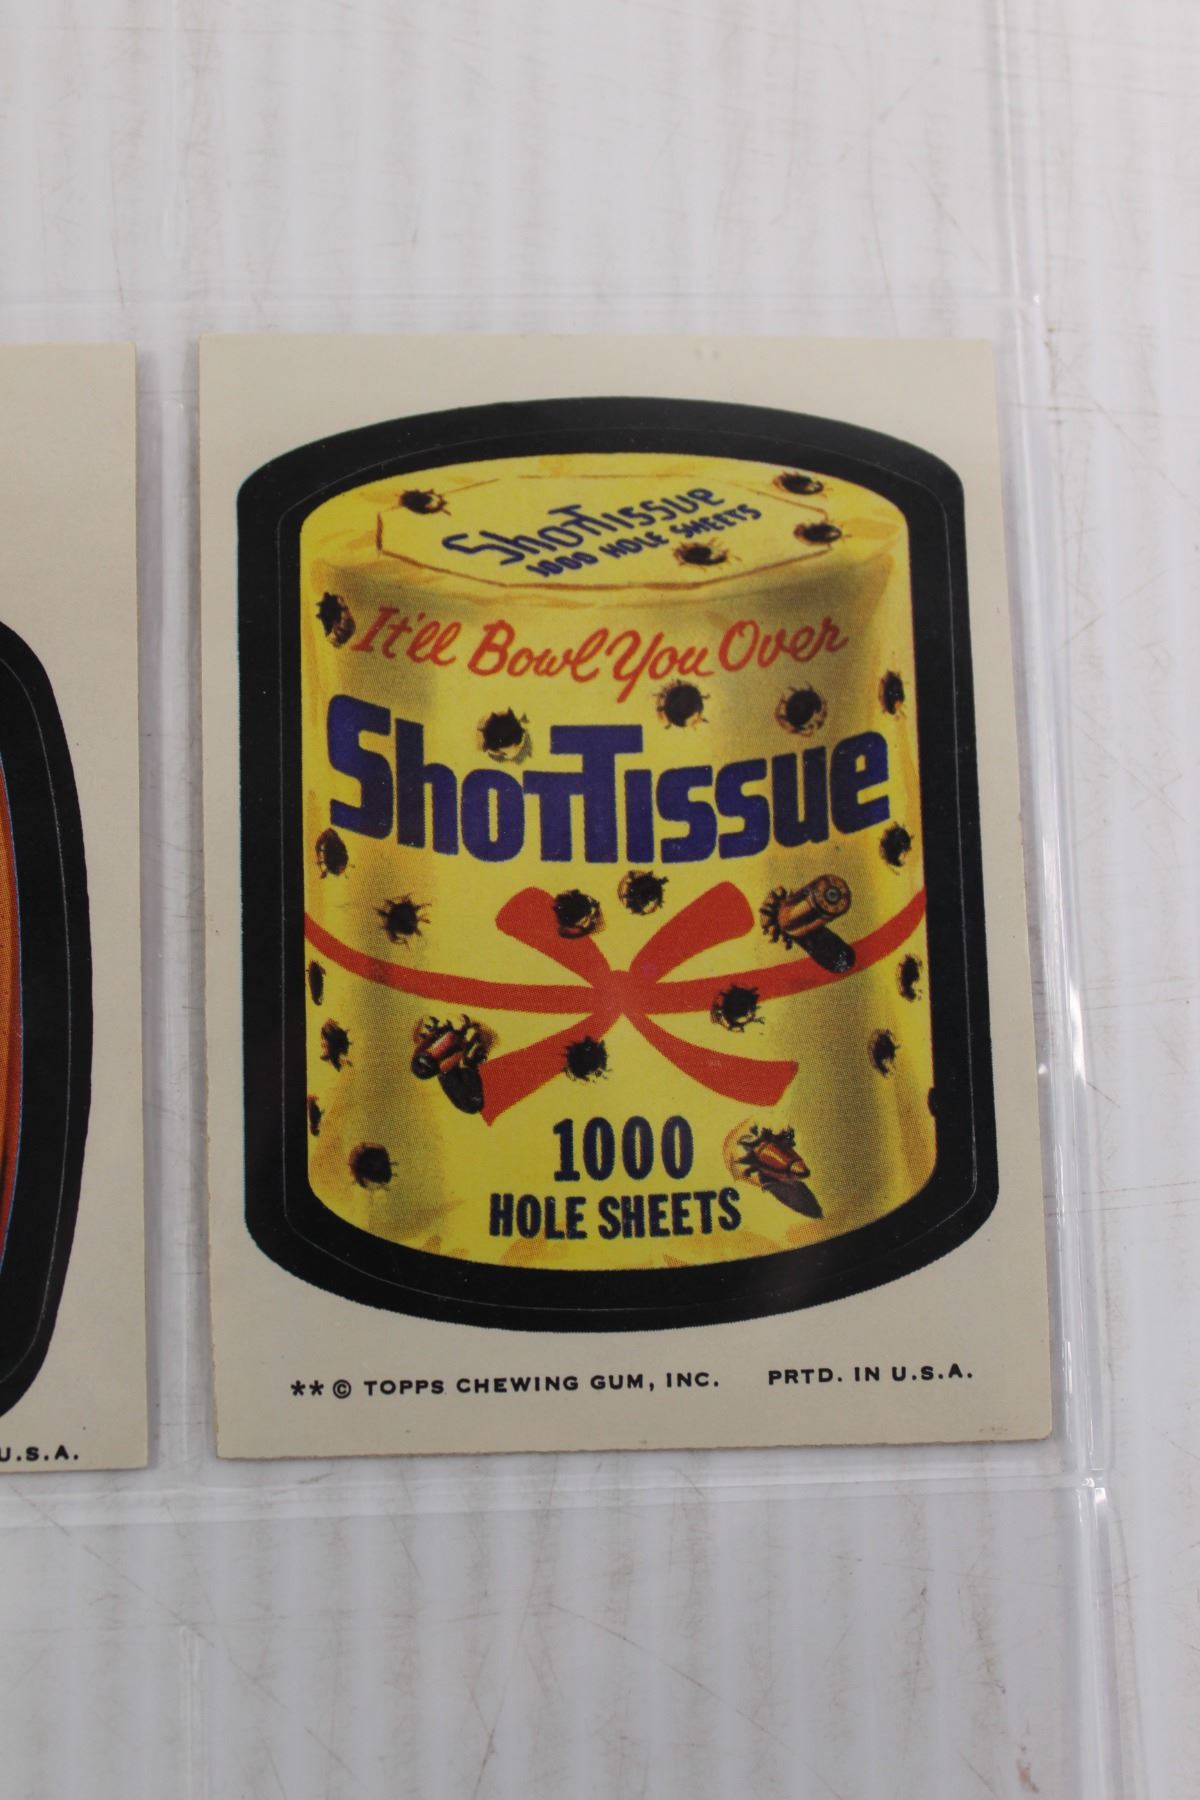 ShotTissue
1000 HOLE SHEETS
It'll Bowl You Over
ShotTissue
1000
HOLE SHEETS
** © TOPPS CHEWING GUM, INC. PRTD. IN U.S.A.
U.S.A.